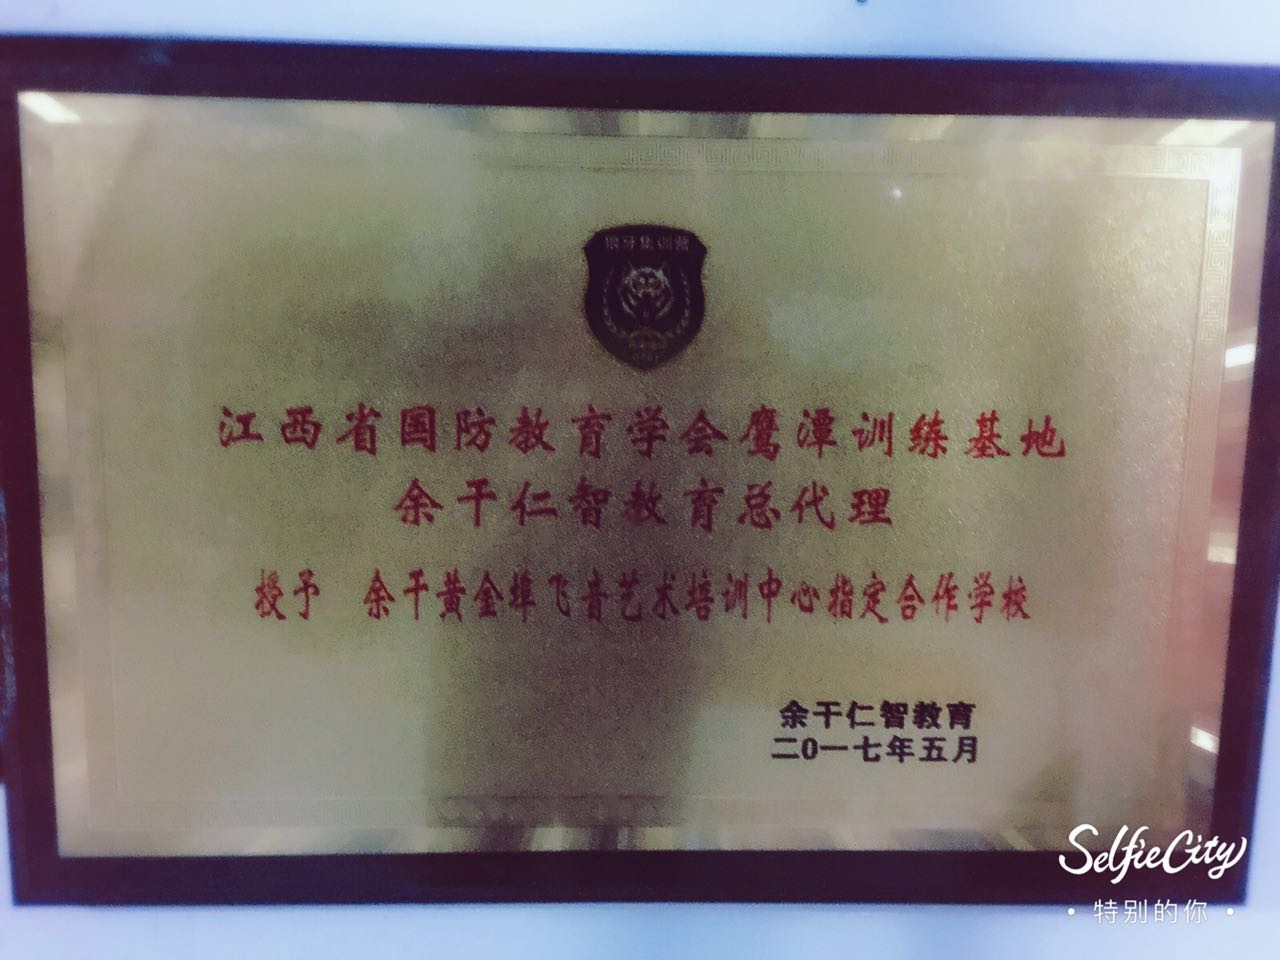 狼牙集训营
江西省国防教育学会鹰潭训练基地
余干仁智教育总代理
授予 余干黄金埠飞音艺术培训中心指定合作学校
余干仁智教育
二0一七年五月
SelfieCity
• 特别的你 •